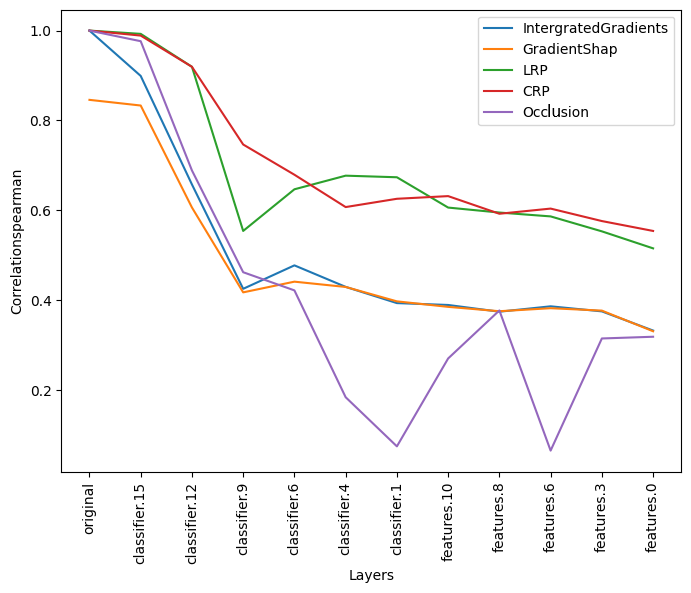 IntergratedGradients
GradientShap
LRP
CRP
Occlusion
1.0
0.8
0.6
0.4
0.2
Correlationspearman
original
classifier.15
classifier.12
classifier.9
classifier.6
classifier.4
classifier.1
features.10
features.8
features.6
features.3
features.0
Layers